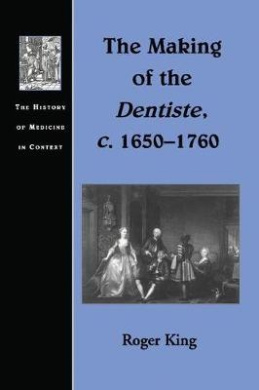 The Making
of the
Dentiste,
c. 1650–1760
THE HISTORY
OF MEDICINE
IN CONTEXT
Roger King